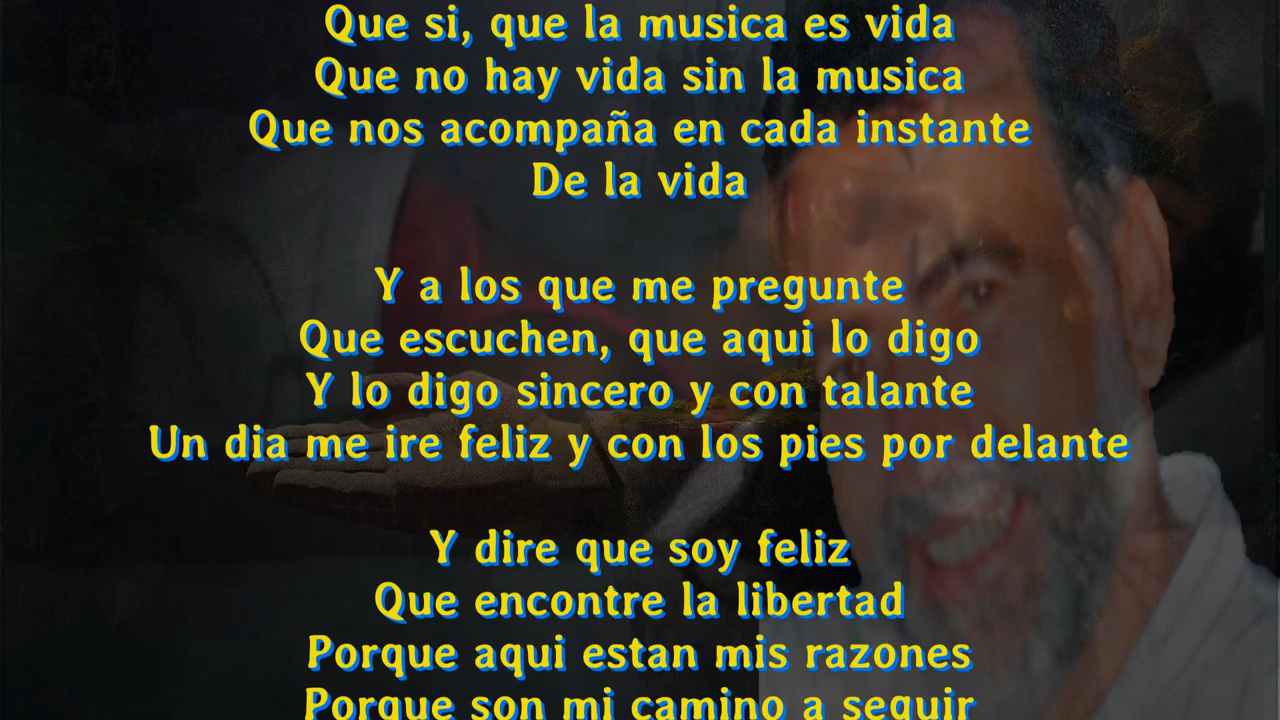 Que si, que la musica es vida
Que no hay vida sin la musica
Que nos acompaña en cada instante
De la vida
Y a los que me pregunte
Que escuchen, que aqui lo digo
Y lo digo sincero y con talante
Un dia me ire feliz y con los pies por delante
Y dire que soy feliz
Que encontre la libertad
Porque aqui estan mis razones
Porque son mi camino a seguir